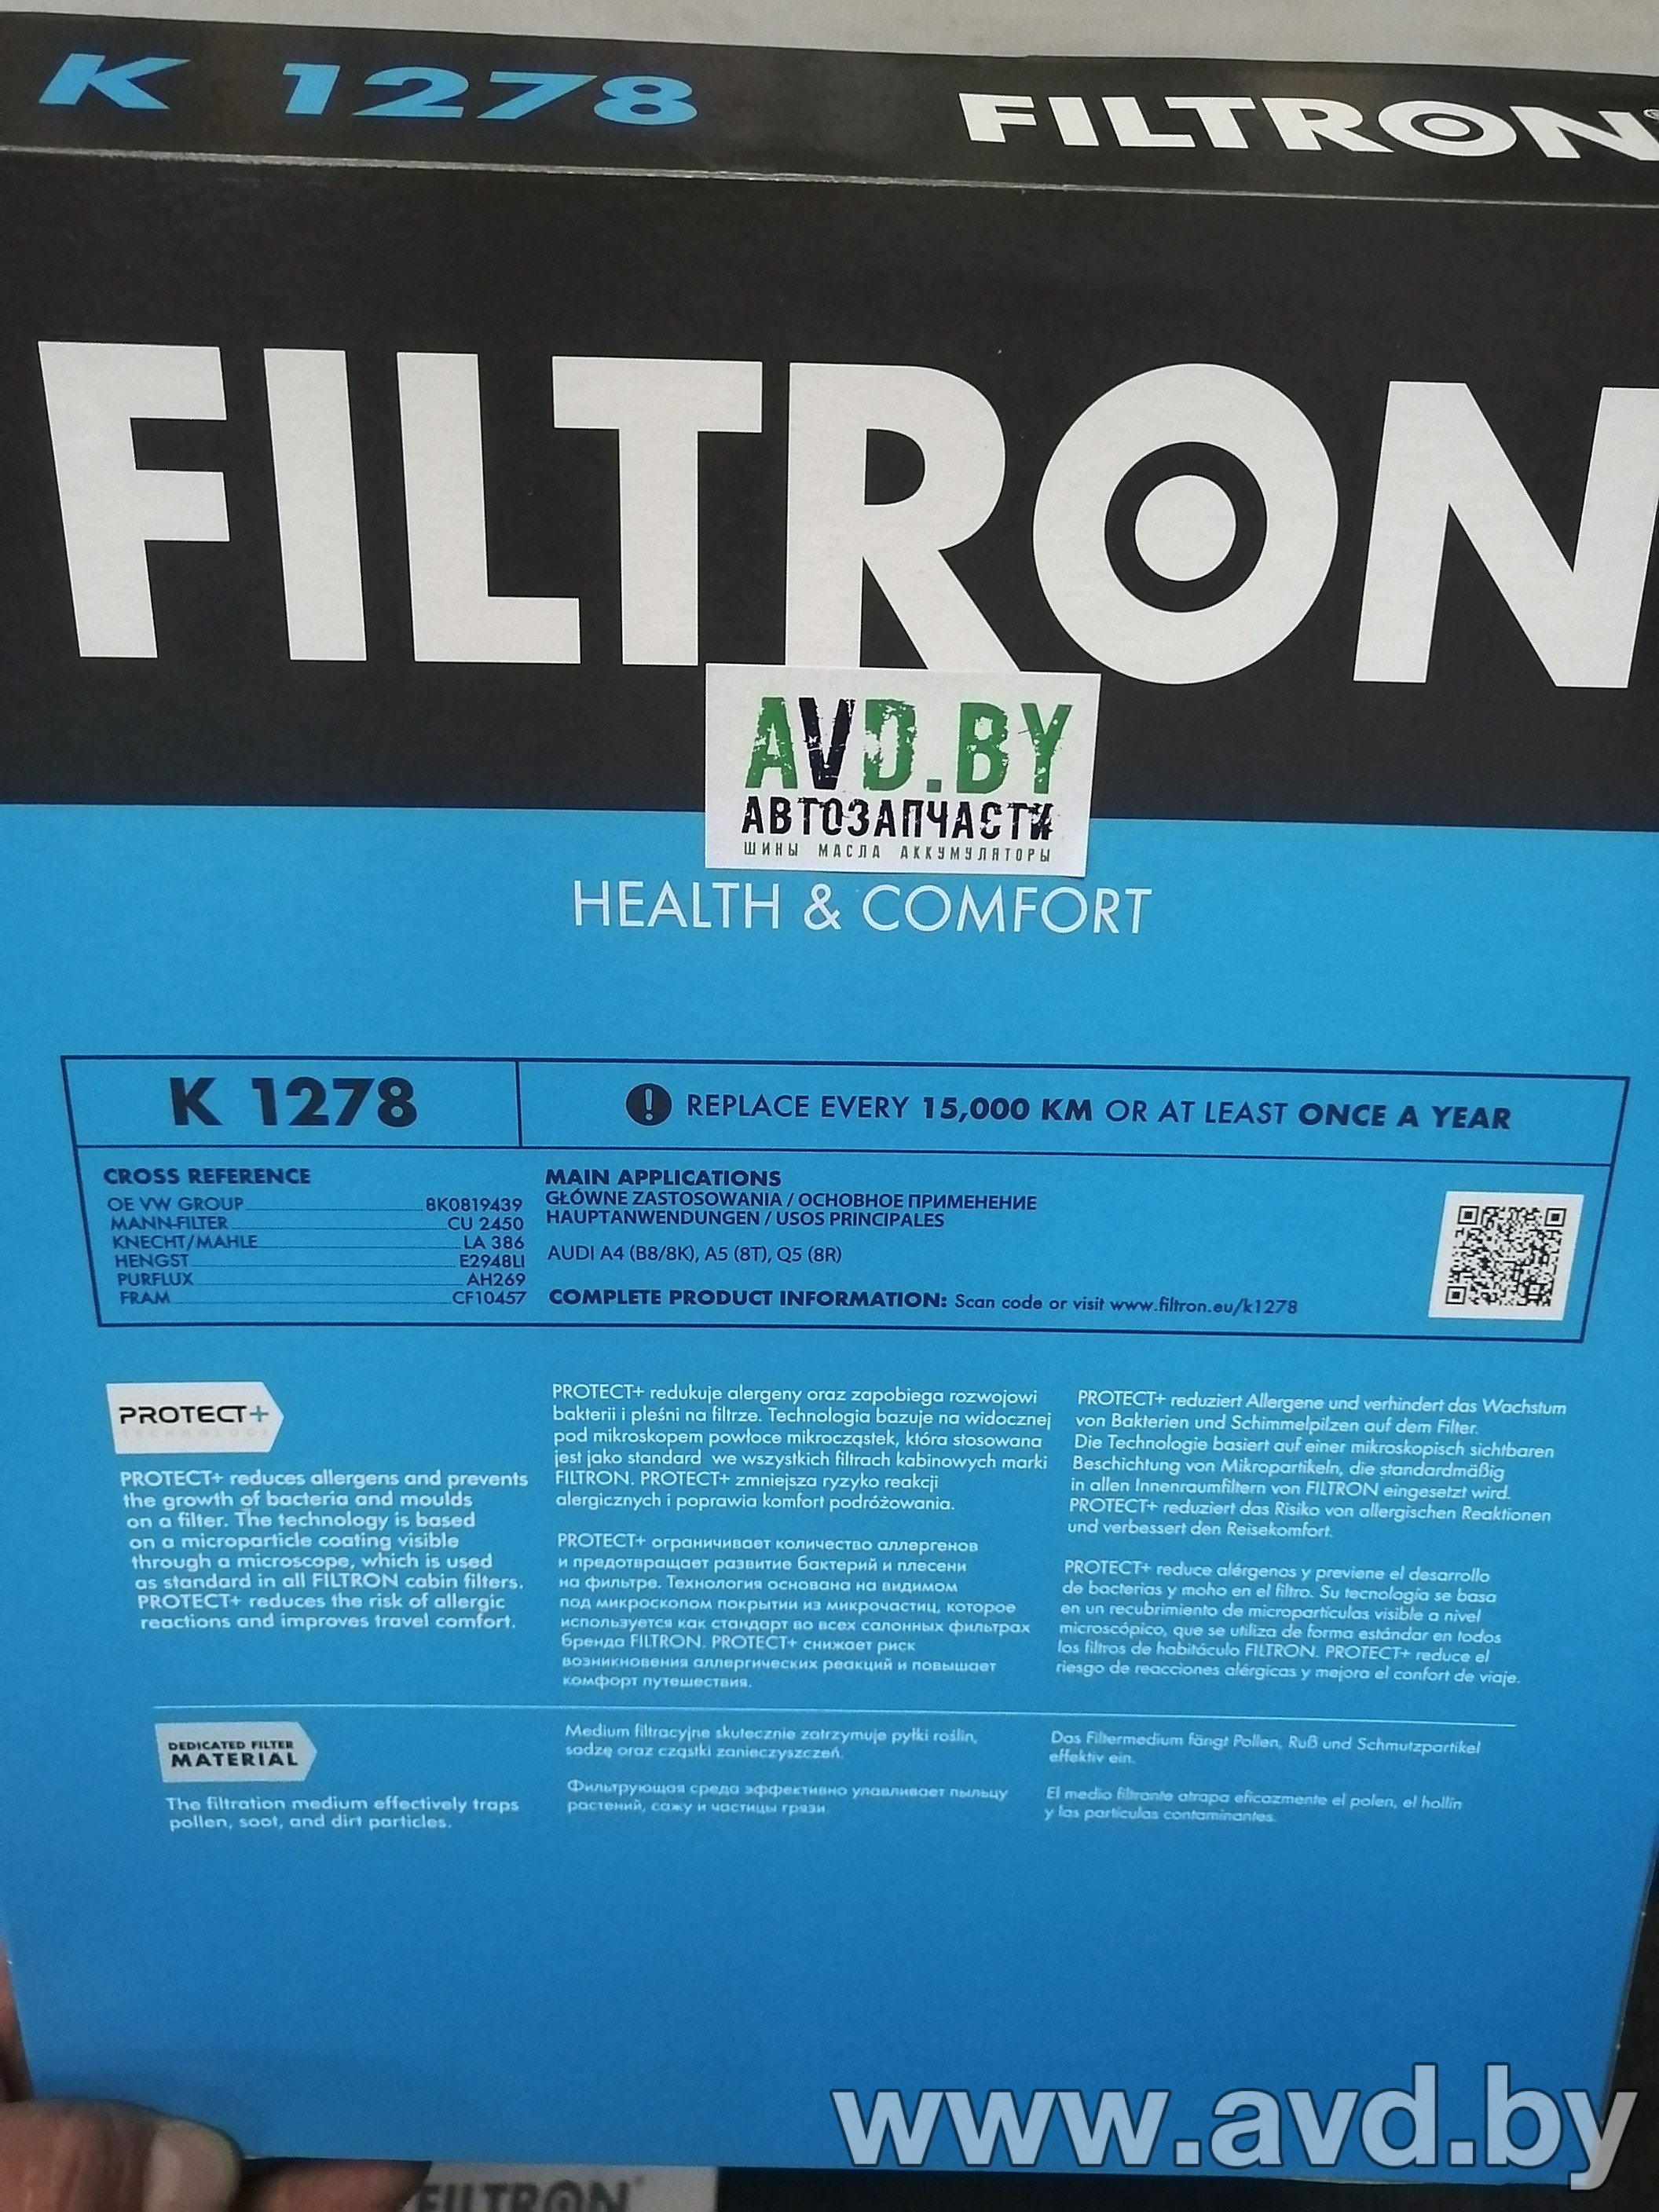 K 1278
FILTRON
FILTRON
AVD.BY
АВТОЗАПЧАСТИ
ШИНЫ МАСЛА АККУМУЛЯТОРЫ
HEALTH & COMFORT
K 1278
! REPLACE EVERY 15,000 KM OR AT LEAST ONCE A YEAR
CROSS REFERENCE
OE VW GROUP 8K0819439
MANN-FILTER CU 2450
KNECHT/MAHLE LA 386
HENGST E2948LI
PURFLUX AH269
FRAM CF10457
MAIN APPLICATIONS
GŁÓWNE ZASTOSOWANIA / ОСНОВНОЕ ПРИМЕНЕНИЕ
HAUPTANWENDUNGEN / USOS PRINCIPALES
AUDI A4 (B8/8K), A5 (8T), Q5 (8R)
COMPLETE PRODUCT INFORMATION: Scan code or visit www.filtron.eu/k1278
PROTECT+
TECHNOLOGY
PROTECT+ reduces allergens and prevents
the growth of bacteria and moulds
on a filter. The technology is based
on a microparticle coating visible
through a microscope, which is used
as standard in all FILTRON cabin filters.
PROTECT+ reduces the risk of allergic
reactions and improves travel comfort.
PROTECT+ redukuje alergeny oraz zapobiega rozwojowi
bakterii i pleśni na filtrze. Technologia bazuje na widocznej
pod mikroskopem powłoce mikrocząstek, która stosowana
jest jako standard we wszystkich filtrach kabinowych marki
FILTRON. PROTECT+ zmniejsza ryzyko reakcji
alergicznych i poprawia komfort podróżowania.
PROTECT+ ограничивает количество аллергенов
и предотвращает развитие бактерий и плесени
на фильтре. Технология основана на видимом
под микроскопом покрытии из микрочастиц, которое
используется как стандарт во всех салонных фильтрах
бренда FILTRON. PROTECT+ снижает риск
возникновения аллергических реакций и повышает
комфорт путешествия.
PROTECT+ reduziert Allergene und verhindert das Wachstum
von Bakterien und Schimmelpilzen auf dem Filter.
Die Technologie basiert auf einer mikroskopisch sichtbaren
Beschichtung von Mikropartikeln, die standardmäßig
in allen Innenraumfiltern von FILTRON eingesetzt wird.
PROTECT+ reduziert das Risiko von allergischen Reaktionen
und verbessert den Reisekomfort.
PROTECT+ reduce alérgenos y previene el desarrollo
de bacterias y moho en el filtro. Su tecnología se basa
en un recubrimiento de micropartículas visible a nivel
microscópico, que se utiliza de forma estándar en todos
los filtros de habitáculo FILTRON. PROTECT+ reduce el
riesgo de reacciones alérgicas y mejora el confort de viaje.
DEDICATED FILTER
MATERIAL
The filtration medium effectively traps
pollen, soot, and dirt particles.
Medium filtracyjne skutecznie zatrzymuje pyłki roślin,
sadzę oraz cząstki zanieczyszczeń.
Фильтрующая среда эффективно улавливает пыльцу
растений, сажу и частицы грязи.
Das Filtermedium fängt Pollen, Ruß und Schmutzpartikel
effektiv ein.
El medio filtrante atrapa eficazmente el polen, el hollín
y las partículas contaminantes.
www.avd.by
FILTRON